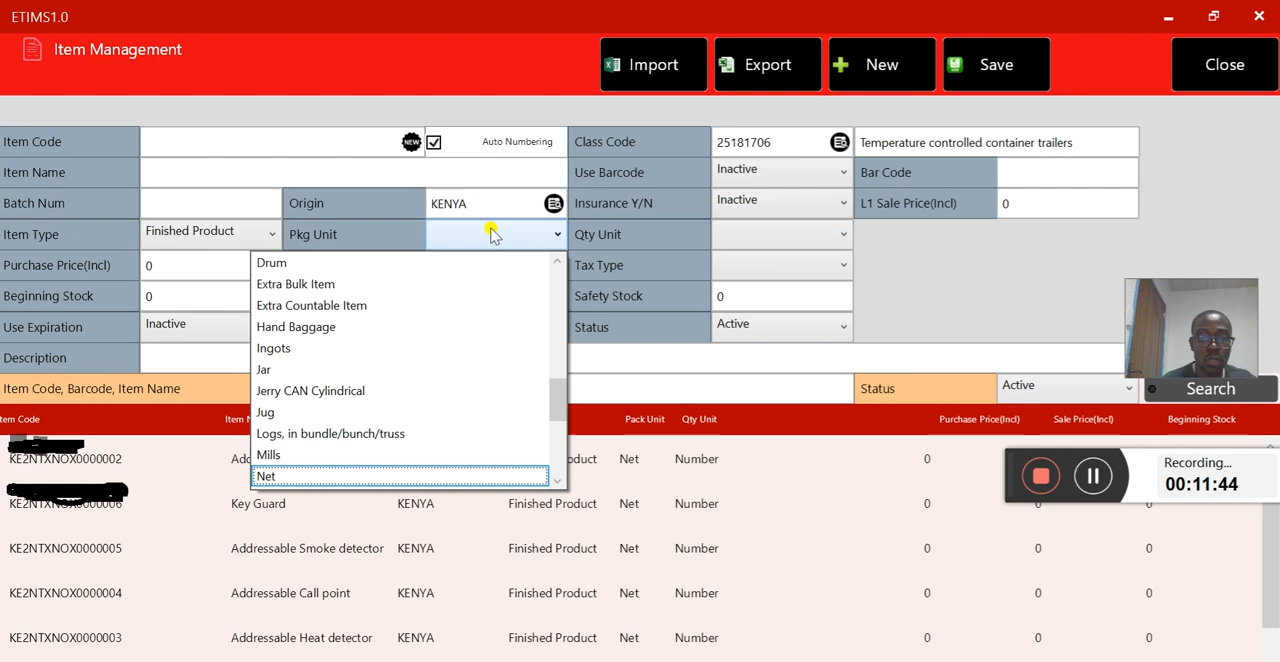 ETIMS1.0
Item Management
Import Export New Save Close
Item Code NEW Auto Numbering Class Code 25181706 Temperature controlled container trailers
Item Name Use Barcode Inactive Bar Code
Batch Num Origin KENYA Insurance Y/N Inactive L1 Sale Price(Incl) 0
Item Type Finished Product Pkg Unit Qty Unit
Purchase Price(Incl) 0 Tax Type
Beginning Stock 0 Safety Stock 0
Use Expiration Inactive Status Active
Description
Drum
Extra Bulk Item
Extra Countable Item
Hand Baggage
Ingots
Jar
Jerry CAN Cylindrical
Jug
Logs, in bundle/bunch/truss
Mills
Net
Item Code, Barcode, Item Name Status Active Search
tem Code Item N Pack Unit Qty Unit Purchase Price(Incl) Sale Price(Incl) Beginning Stock
KE2NTXNOX0000002 Add oduct Net Number 0
KE2NTXNOX0000006 Key Guard KENYA Finished Product Net Number 0 0 0
KE2NTXNOX0000005 Addressable Smoke detector KENYA Finished Product Net Number 0 0 0
KE2NTXNOX0000004 Addressable Call point KENYA Finished Product Net Number 0 0 0
KE2NTXNOX0000003 Addressable Heat detector KENYA Finished Product Net Number 0 0 0
Recording...
00:11:44